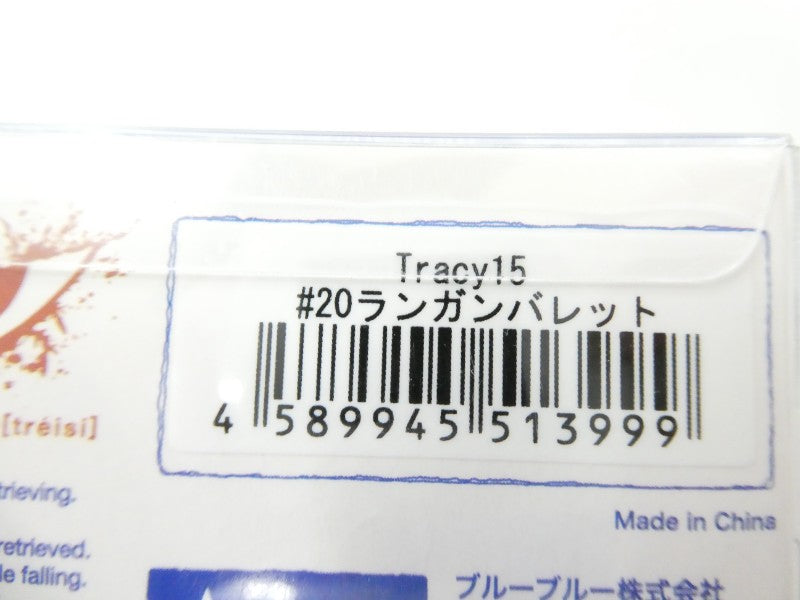 Tracy15
#20ランガンバレット
4 589945 513999
[tréisi]
trieving.
Made in China
retrieved.
le falling.
ブルーブルー株式会社